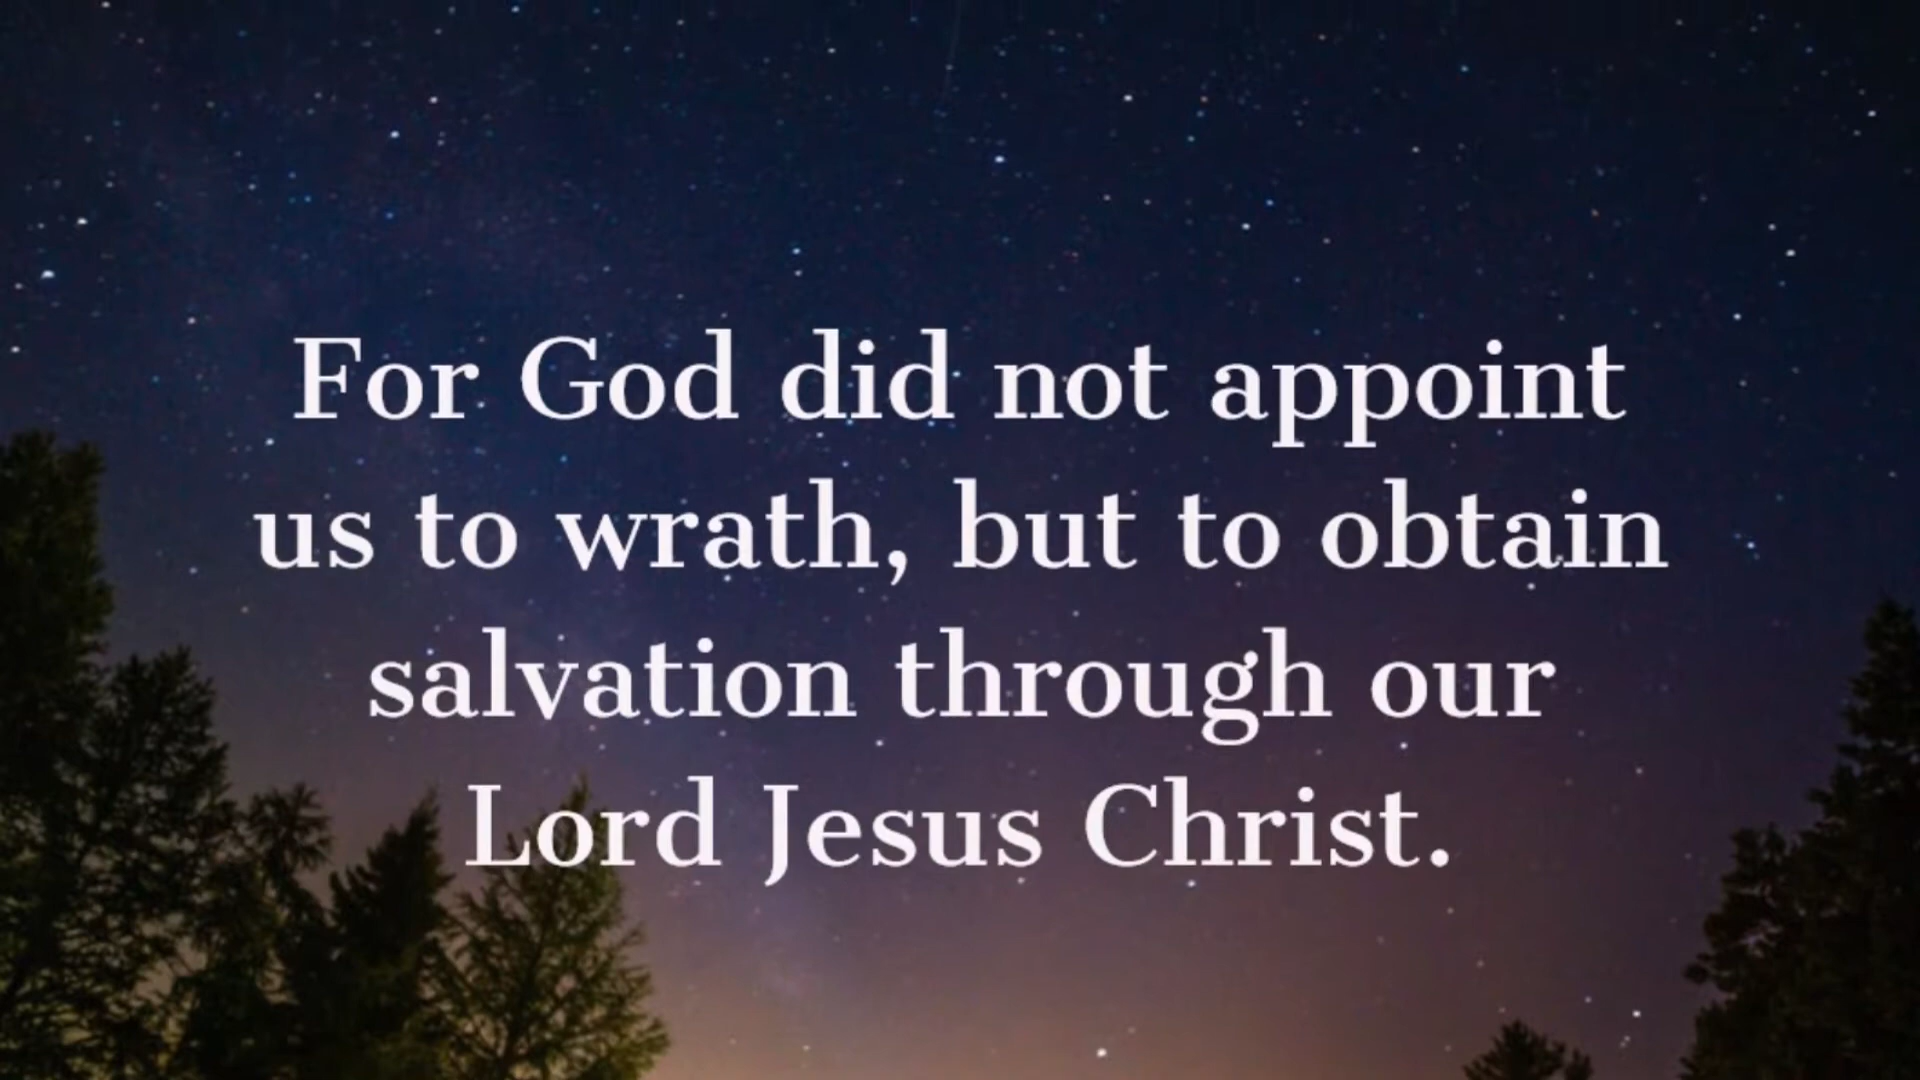 For God did not appoint
us to wrath, but to obtain
salvation through our
Lord Jesus Christ.